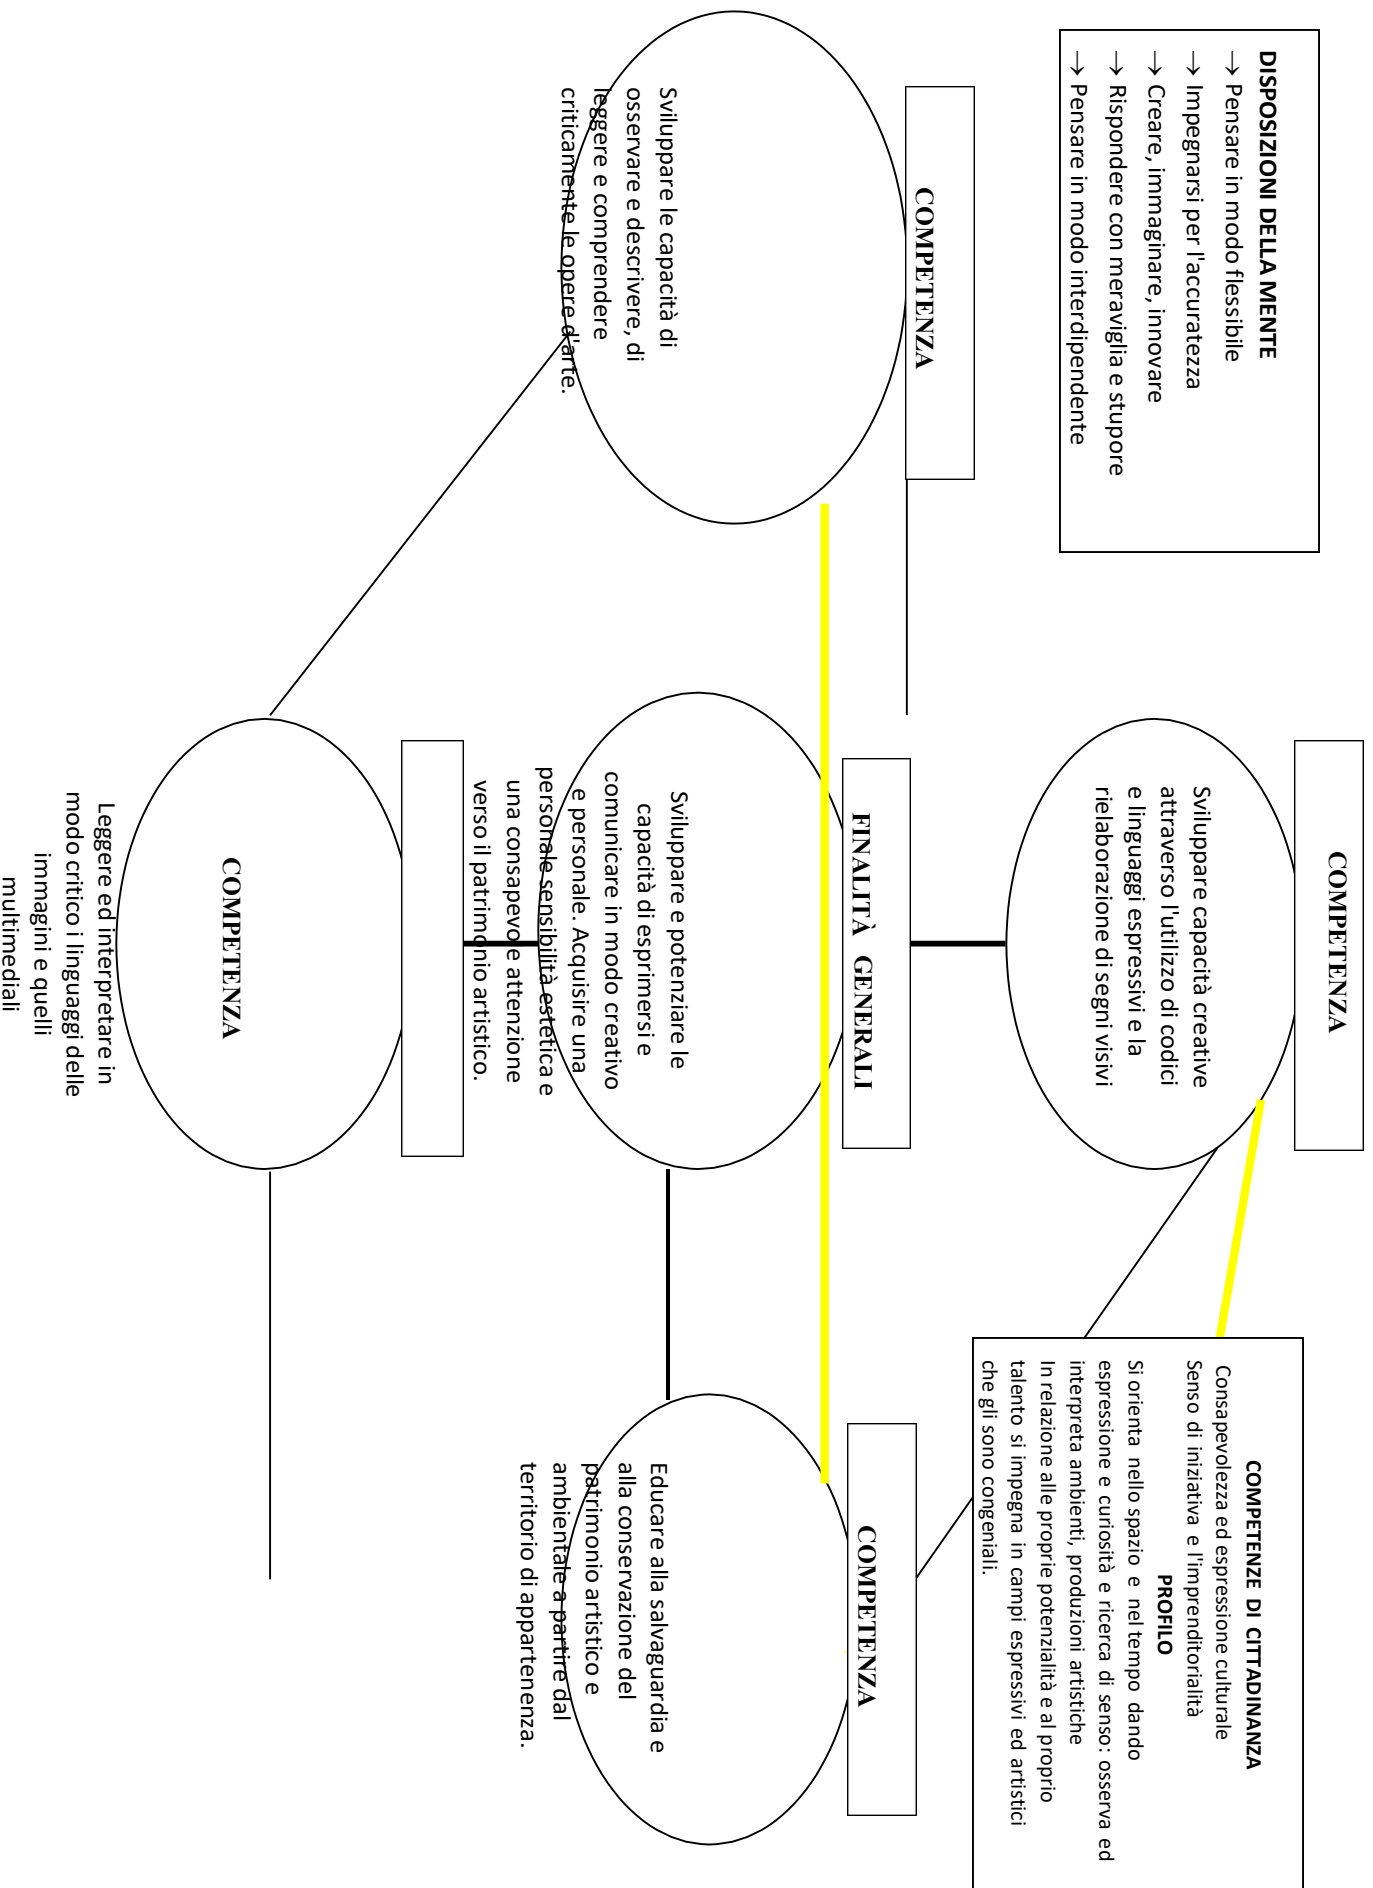 DISPOSIZIONI DELLA MENTE
→ Pensare in modo flessibile
→ Impegnarsi per l'accuratezza
→ Creare, immaginare, innovare
→ Rispondere con meraviglia e stupore
→ Pensare in modo interdipendente
COMPETENZA
Sviluppare capacità creative
attraverso l'utilizzo di codici
e linguaggi espressivi e la
rielaborazione di segni visivi
COMPETENZE DI CITTADINANZA
Consapevolezza ed espressione culturale
Senso di iniziativa e l'imprenditorialità
PROFILO
Si orienta nello spazio e nel tempo dando
espressione e curiosità e ricerca di senso: osserva ed
interpreta ambienti, produzioni artistiche
In relazione alle proprie potenzialità e al proprio
talento si impegna in campi espressivi ed artistici
che gli sono congeniali.
COMPETENZA
Sviluppare le capacità di
osservare e descrivere, di
leggere e comprendere
criticamente le opere d'arte.
FINALITÀ GENERALI
Sviluppare e potenziare le
capacità di esprimersi e
comunicare in modo creativo
e personale. Acquisire una
personale sensibilità estetica e
una consapevole attenzione
verso il patrimonio artistico.
COMPETENZA
Educare alla salvaguardia e
alla conservazione del
patrimonio artistico e
ambientale a partire dal
territorio di appartenenza.
COMPETENZA
Leggere ed interpretare in
modo critico i linguaggi delle
immagini e quelli
multimediali